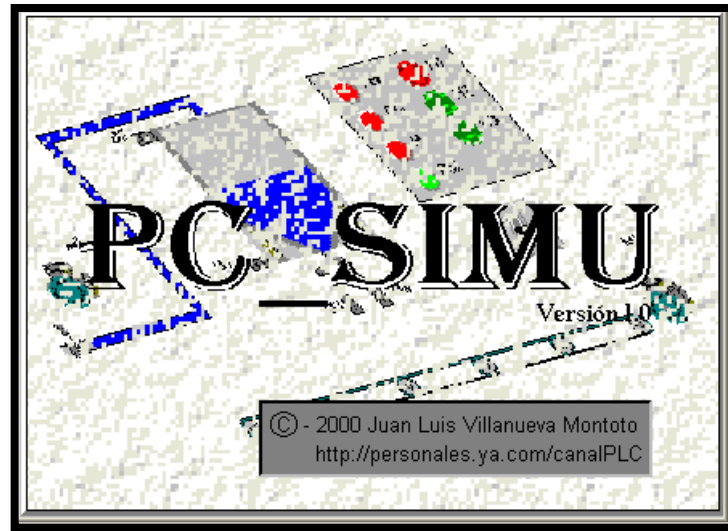 PC_SIMU
Versión 1.0
© - 2000 Juan Luis Villanueva Montoto
http://personales.ya.com/canalPLC